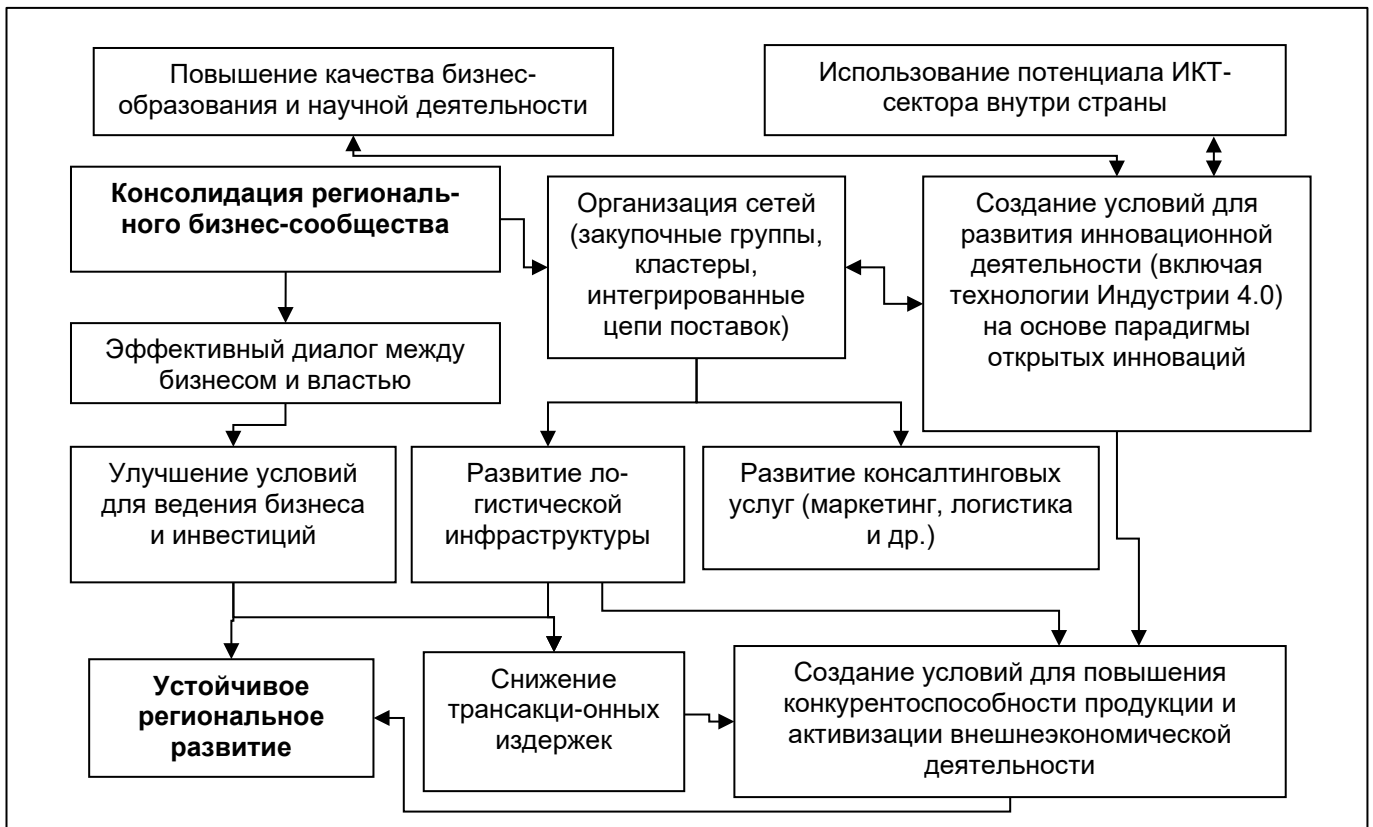 Повышение качества бизнес-
образования и научной деятельности
Использование потенциала ИКТ-
сектора внутри страны
Консолидация региональ-
ного бизнес-сообщества
Организация сетей
(закупочные группы,
кластеры,
интегрированные
цепи поставок)
Создание условий для
развития инновационной
деятельности (включая
технологии Индустрии 4.0)
на основе парадигмы
открытых инноваций
Эффективный диалог между
бизнесом и властью
Улучшение условий
для ведения бизнеса
и инвестиций
Развитие ло-
гистической
инфраструктуры
Развитие консалтинговых
услуг (маркетинг, логистика
и др.)
Устойчивое
региональное
развитие
Снижение
трансакци-онных
издержек
Создание условий для повышения
конкурентоспособности продукции и
активизации внешнеэкономической
деятельности